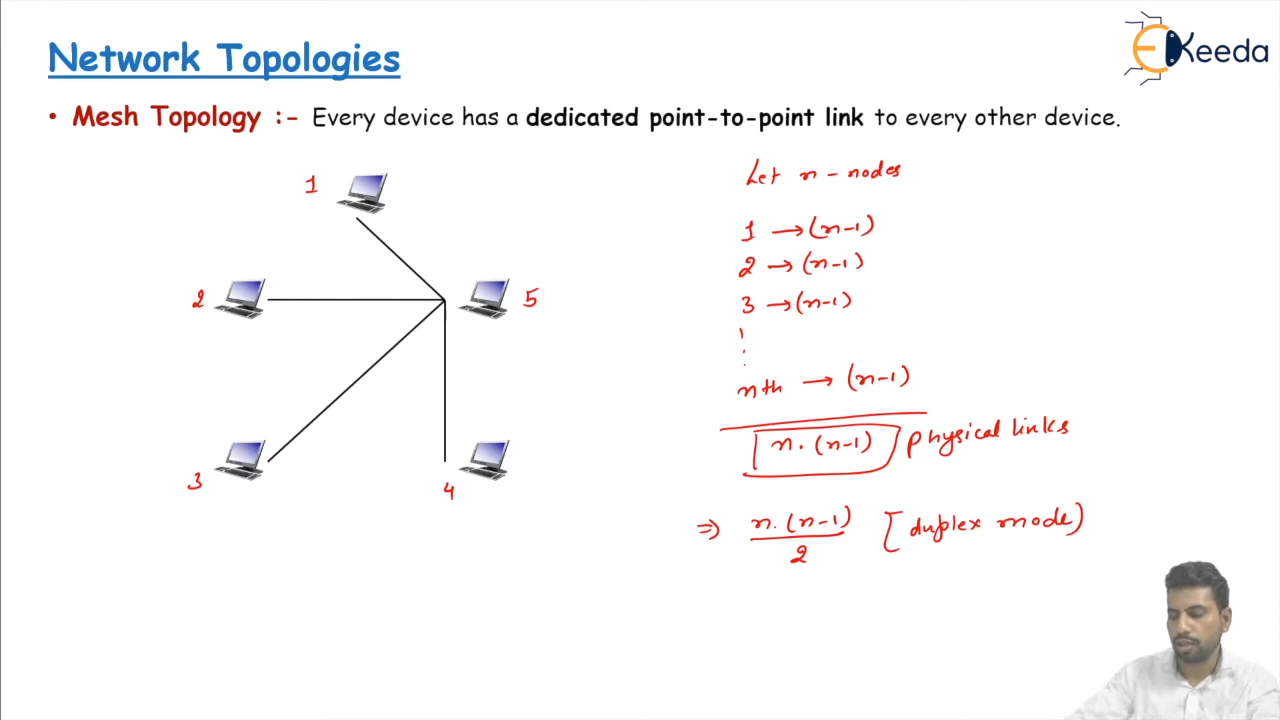 Network Topologies
EKeeda
• Mesh Topology :- Every device has a dedicated point-to-point link to every other device.
Let n - nodes
1
1 → (n-1)
2 → (n-1)
2
5
3 → (n-1)
nth → (n-1)
n . (n-1) physical links
3
4
⇒ n. (n-1)
2
[duplex mode)